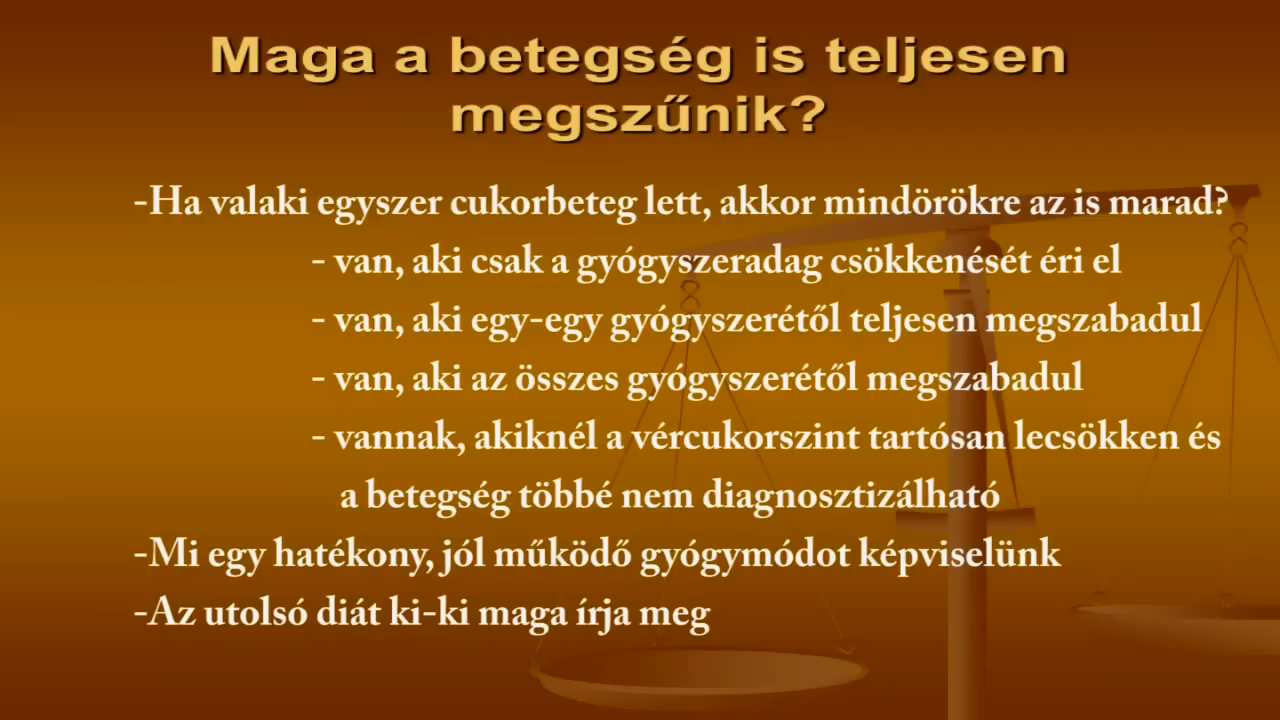 Maga a betegség is teljesen
megszűnik?
-Ha valaki egyszer cukorbeteg lett, akkor mindörökre az is marad?
- van, aki csak a gyógyszeradag csökkenését éri el
- van, aki egy-egy gyógyszerétől teljesen megszabadul
- van, aki az összes gyógyszerétől megszabadul
- vannak, akiknél a vércukorszint tartósan lecsökken és
a betegség többé nem diagnosztizálható
-Mi egy hatékony, jól működő gyógymódot képviselünk
-Az utolsó diát ki-ki maga írja meg